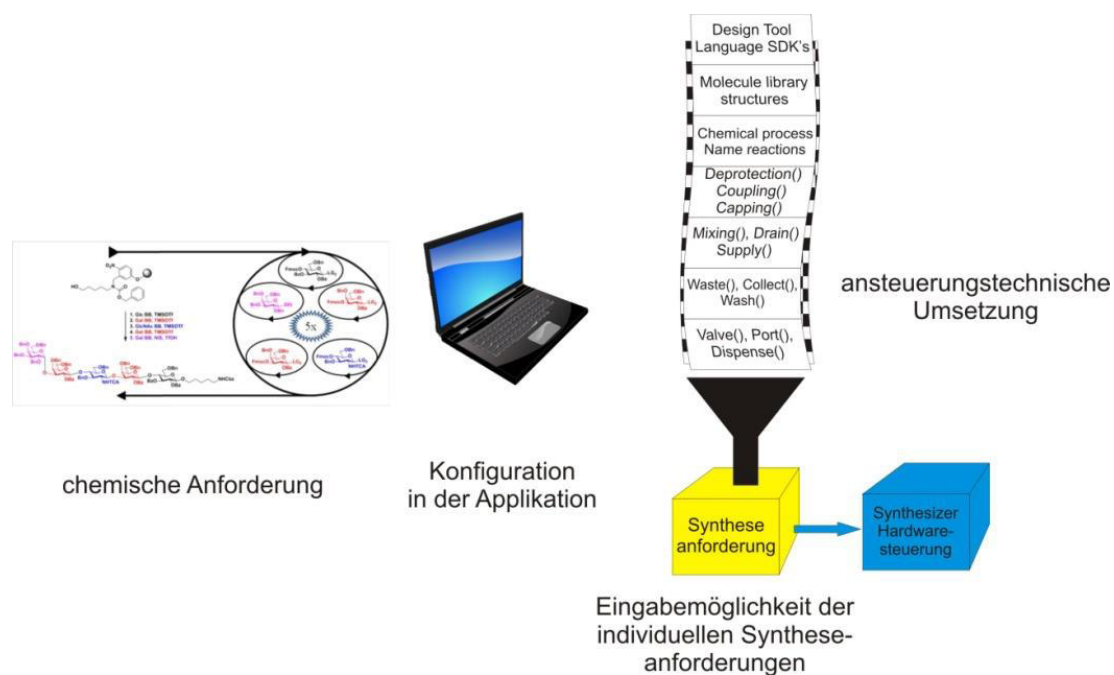 Design Tool
Language SDK's
Molecule library
structures
Chemical process
Name reactions
Deprotection()
Coupling()
Capping()
Mixing(), Drain()
Supply()
Waste(), Collect(),
Wash()
Valve(), Port(),
Dispense()
ansteuerungstechnische
Umsetzung
5x
chemische Anforderung
Konfiguration
in der Applikation
Synthese
anforderung
Synthesizer
Hardware-
steuerung
Eingabemöglichkeit der
individuellen Synthese-
anforderungen